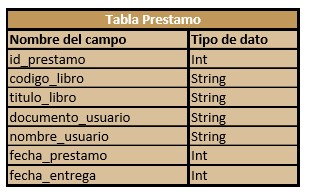 Tabla Prestamo
Nombre del campo Tipo de dato
id_prestamo Int
codigo_libro String
titulo_libro String
documento_usuario String
nombre_usuario String
fecha_prestamo Int
fecha_entrega Int